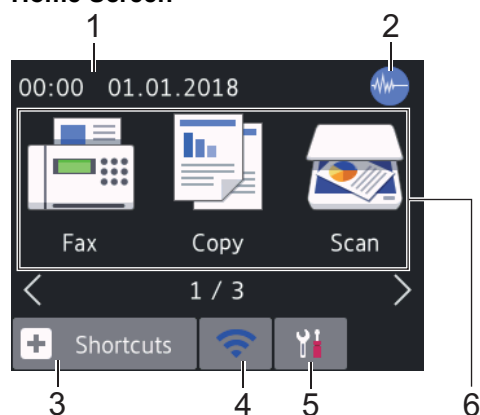 Home Screen
1 2
00:00 01.01.2018
Fax Copy Scan
< 1 / 3 >
+ Shortcuts
3 4 5 6